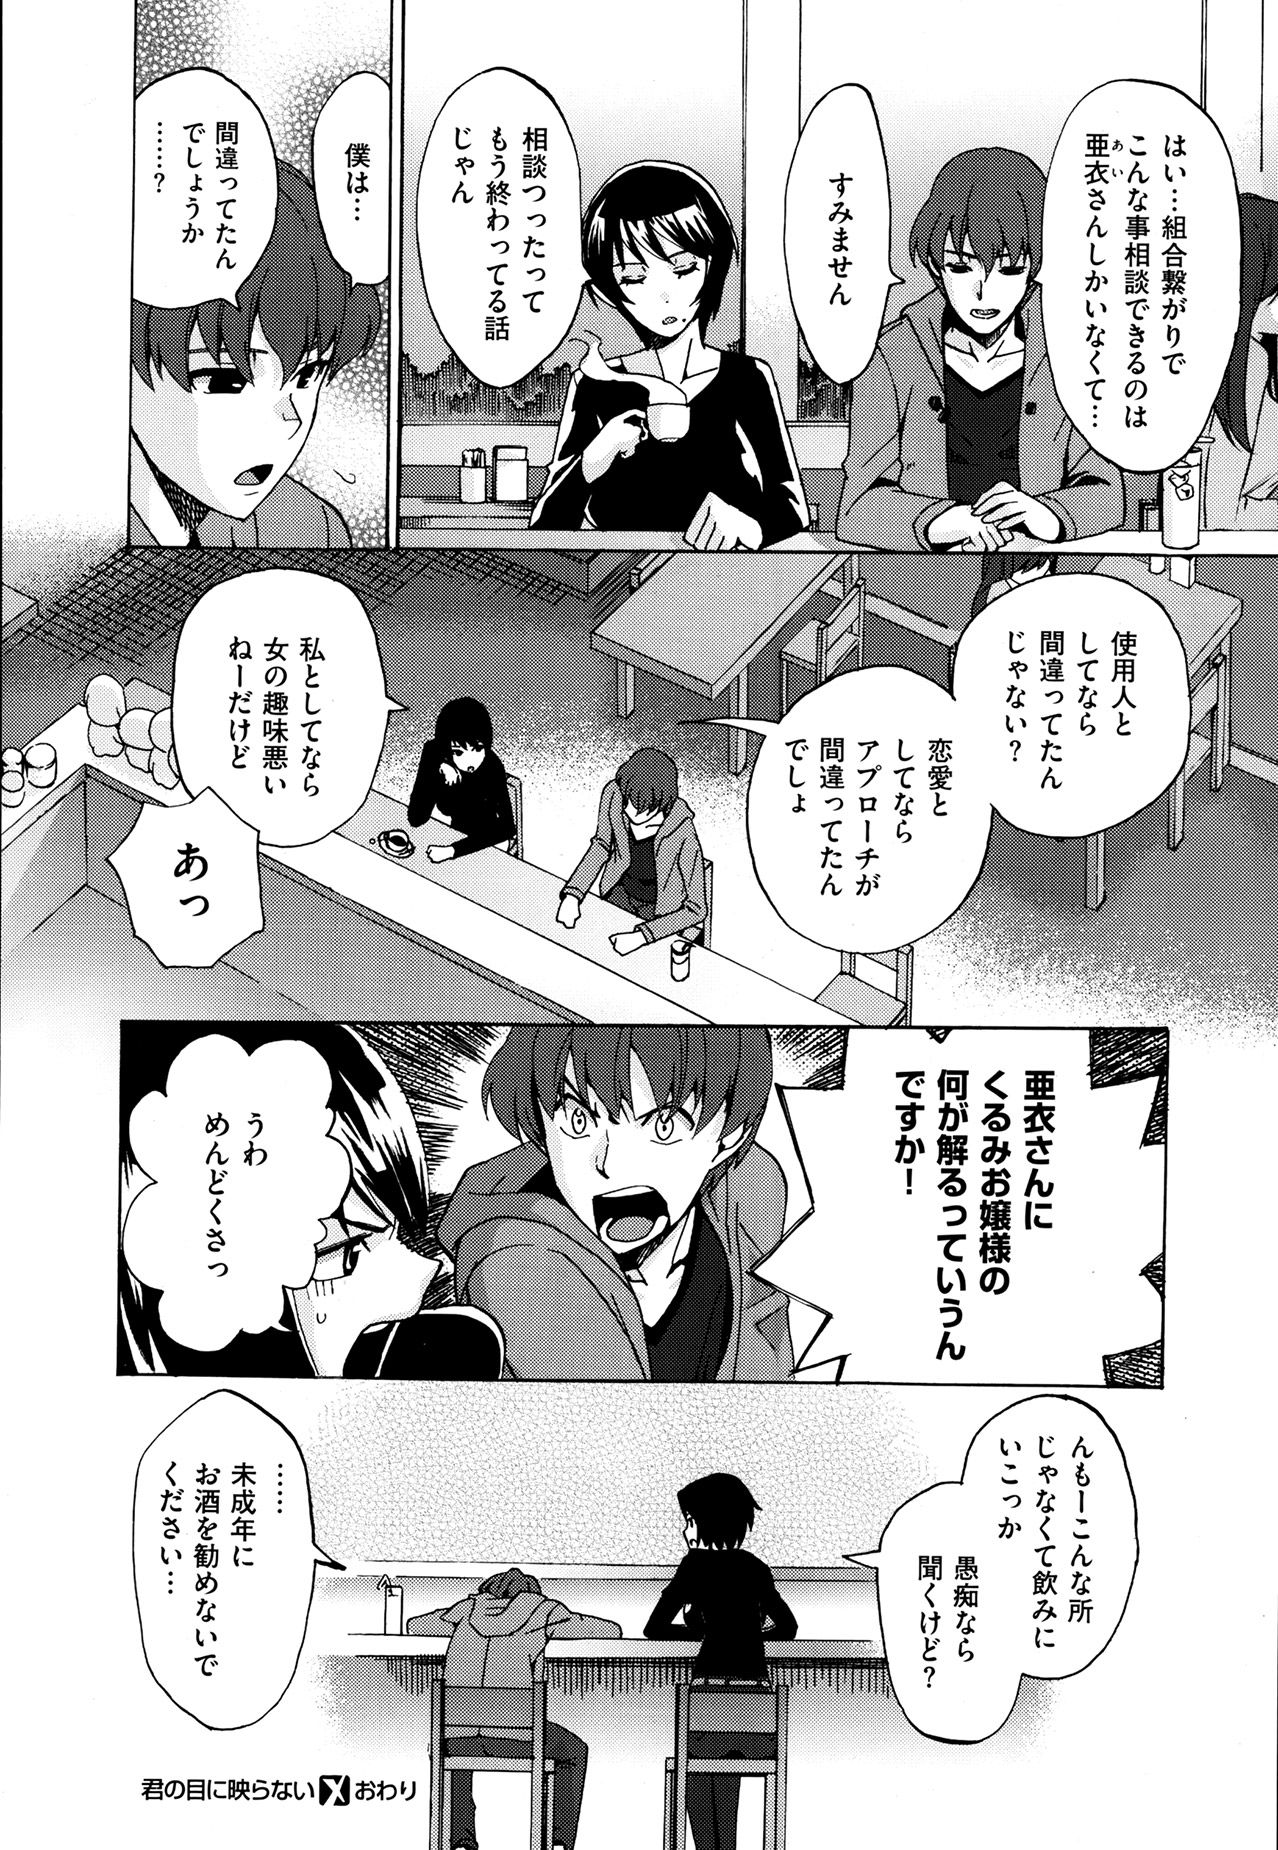 はい…組合繋がりで
こんな事相談できるのは
亜衣さんしかいなくて…
あい
すみません
相談つったって
もう終わってる話
じゃん
僕は…
間違ってたん
でしょうか
……?
使用人と
してなら
間違ってたん
じゃない?
恋愛と
してなら
アプローチが
間違ってたん
でしょ
私としてなら
女の趣味悪い
ねーだけど
あっ
亜衣さんに
くるみお嬢様の
何が解るっていうん
ですか!
うわ
めんどくさっ
んもーこんな所
じゃなくて飲みに
いこっか
愚痴なら
聞くけど?
……
未成年に
お酒を勧めないで
ください…
君の目に映らない X おわり